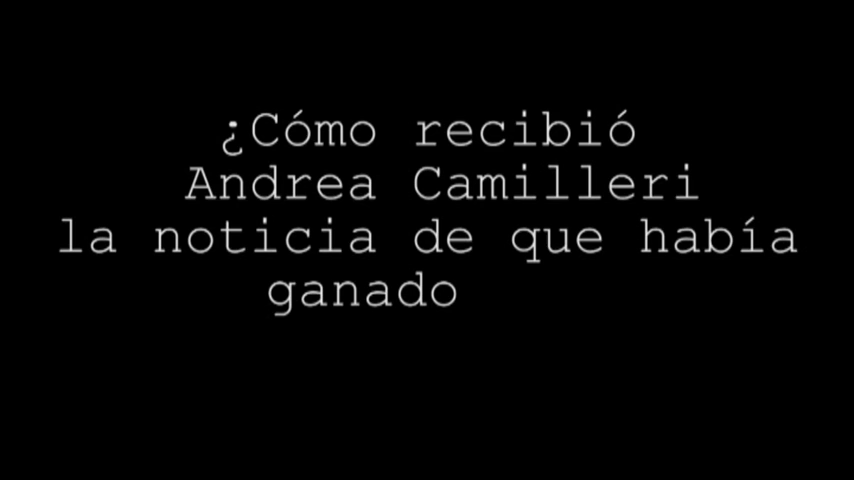 ¿Cómo recibió
Andrea Camilleri
la noticia de que había
ganado